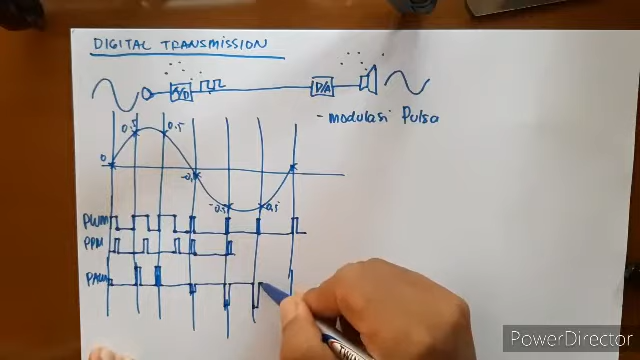 DIGITAL TRANSMISSION
A/D
D/A
- modulasi Pulsa
0.5 0.5
0
-0.5 0.5
PWM
PPM
PAM
PowerDirector